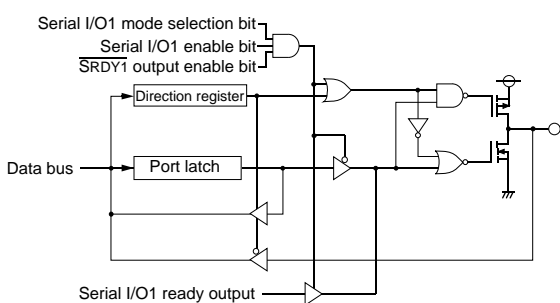 Serial I/O1 mode selection bit
Serial I/O1 enable bit
SRDY1 output enable bit
Direction register
Data bus
Port latch
Serial I/O1 ready output